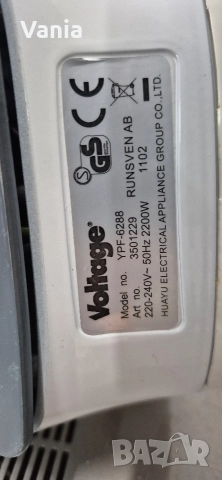 Vania
Voltage®
Model no. YPF-6288
Art no. 3501229
220-240V~ 50Hz 2200W
HUAYU ELECTRICAL APPLIANCE GROUP CO.,LTD.
RUNSVEN AB
1102
S
GS
CE
БАЗАР
bazar.bg